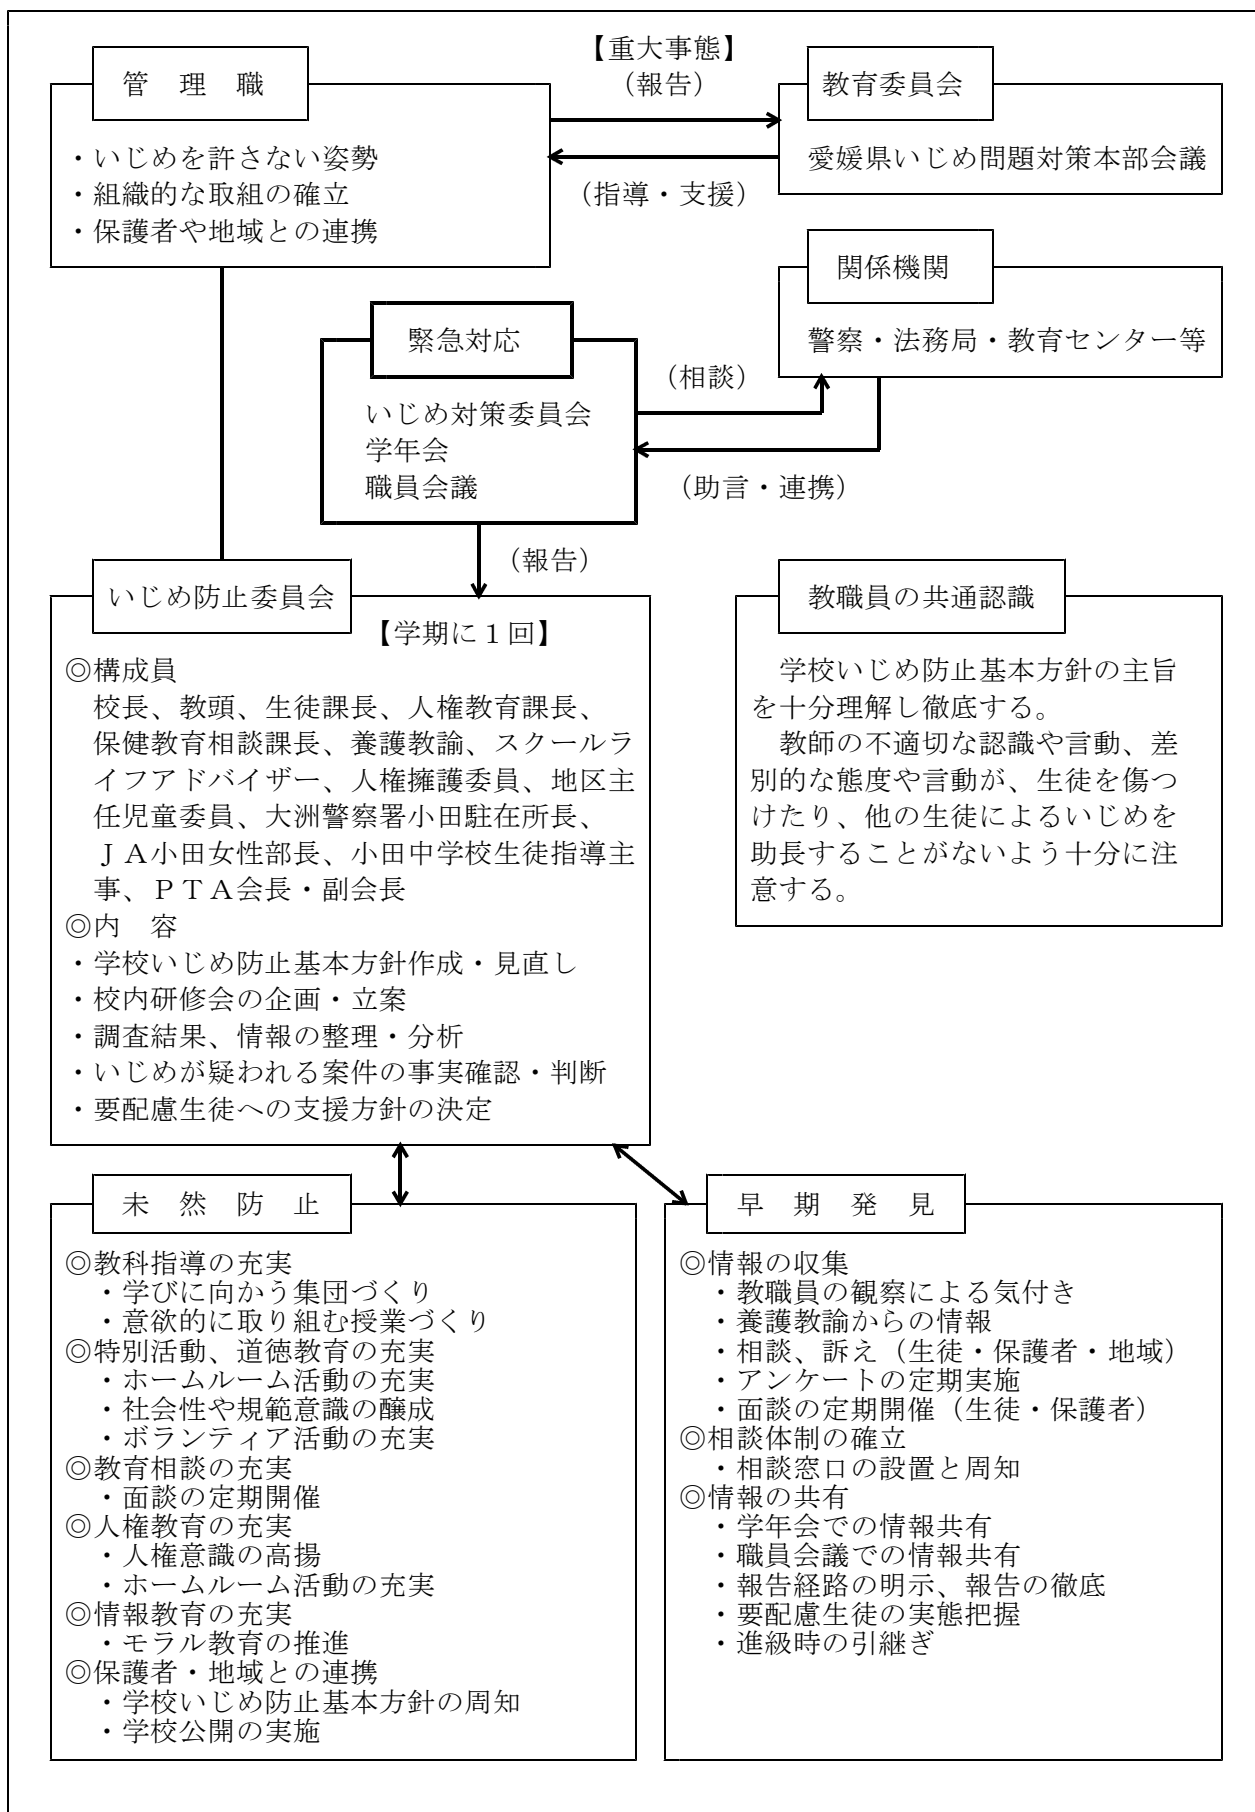 【重大事態】
（報告）
管　理　職
・いじめを許さない姿勢
・組織的な取組の確立
・保護者や地域との連携
教育委員会
愛媛県いじめ問題対策本部会議
（指導・支援）
関係機関
警察・法務局・教育センター等
緊急対応
いじめ対策委員会
学年会
職員会議
（相談）
（助言・連携）
（報告）
いじめ防止委員会
【学期に１回】
◎構成員
校長、教頭、生徒課長、人権教育課長、
保健教育相談課長、養護教諭、スクールラ
イフアドバイザー、人権擁護委員、地区主
任児童委員、大洲警察署小田駐在所長、
ＪＡ小田女性部長、小田中学校生徒指導主
事、ＰＴＡ会長・副会長
◎内　容
・学校いじめ防止基本方針作成・見直し
・校内研修会の企画・立案
・調査結果、情報の整理・分析
・いじめが疑われる案件の事実確認・判断
・要配慮生徒への支援方針の決定
教職員の共通認識
　学校いじめ防止基本方針の主旨
を十分理解し徹底する。
　教師の不適切な認識や言動、差
別的な態度や言動が、生徒を傷つ
けたり、他の生徒によるいじめを
助長することがないよう十分に注
意する。
未　然　防　止
◎教科指導の充実
・学びに向かう集団づくり
・意欲的に取り組む授業づくり
◎特別活動、道徳教育の充実
・ホームルーム活動の充実
・社会性や規範意識の醸成
・ボランティア活動の充実
◎教育相談の充実
・面談の定期開催
◎人権教育の充実
・人権意識の高揚
・ホームルーム活動の充実
◎情報教育の充実
・モラル教育の推進
◎保護者・地域との連携
・学校いじめ防止基本方針の周知
・学校公開の実施
早　期　発　見
◎情報の収集
・教職員の観察による気付き
・養護教諭からの情報
・相談、訴え（生徒・保護者・地域）
・アンケートの定期実施
・面談の定期開催（生徒・保護者）
◎相談体制の確立
・相談窓口の設置と周知
◎情報の共有
・学年会での情報共有
・職員会議での情報共有
・報告経路の明示、報告の徹底
・要配慮生徒の実態把握
・進級時の引継ぎ